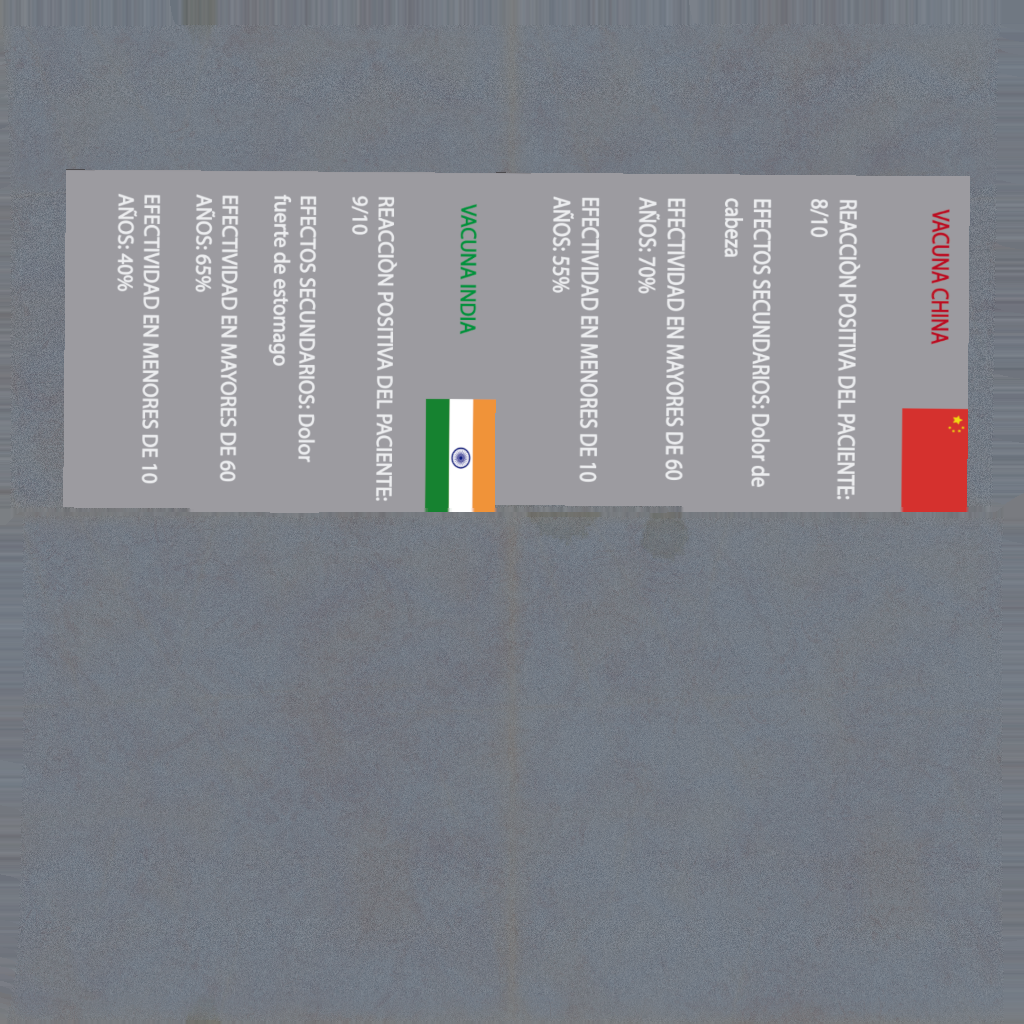 VACUNA CHINA
REACCIÒN POSITIVA DEL PACIENTE:
8/10
EFECTOS SECUNDARIOS: Dolor de
cabeza
EFECTIVIDAD EN MAYORES DE 60
AÑOS: 70%
EFECTIVIDAD EN MENORES DE 10
AÑOS: 55%
VACUNA INDIA
REACCIÒN POSITIVA DEL PACIENTE:
9/10
EFECTOS SECUNDARIOS: Dolor
fuerte de estomago
EFECTIVIDAD EN MAYORES DE 60
AÑOS: 65%
EFECTIVIDAD EN MENORES DE 10
AÑOS: 40%